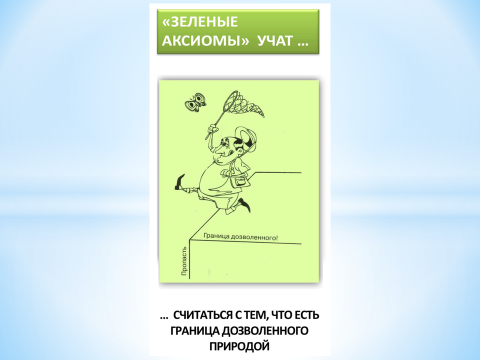 «ЗЕЛЕНЫЕ
АКСИОМЫ» УЧАТ ...
Граница дозволенного!
Пропасть
... СЧИТАТЬСЯ С ТЕМ, ЧТО ЕСТЬ
ГРАНИЦА ДОЗВОЛЕННОГО
ПРИРОДОЙ